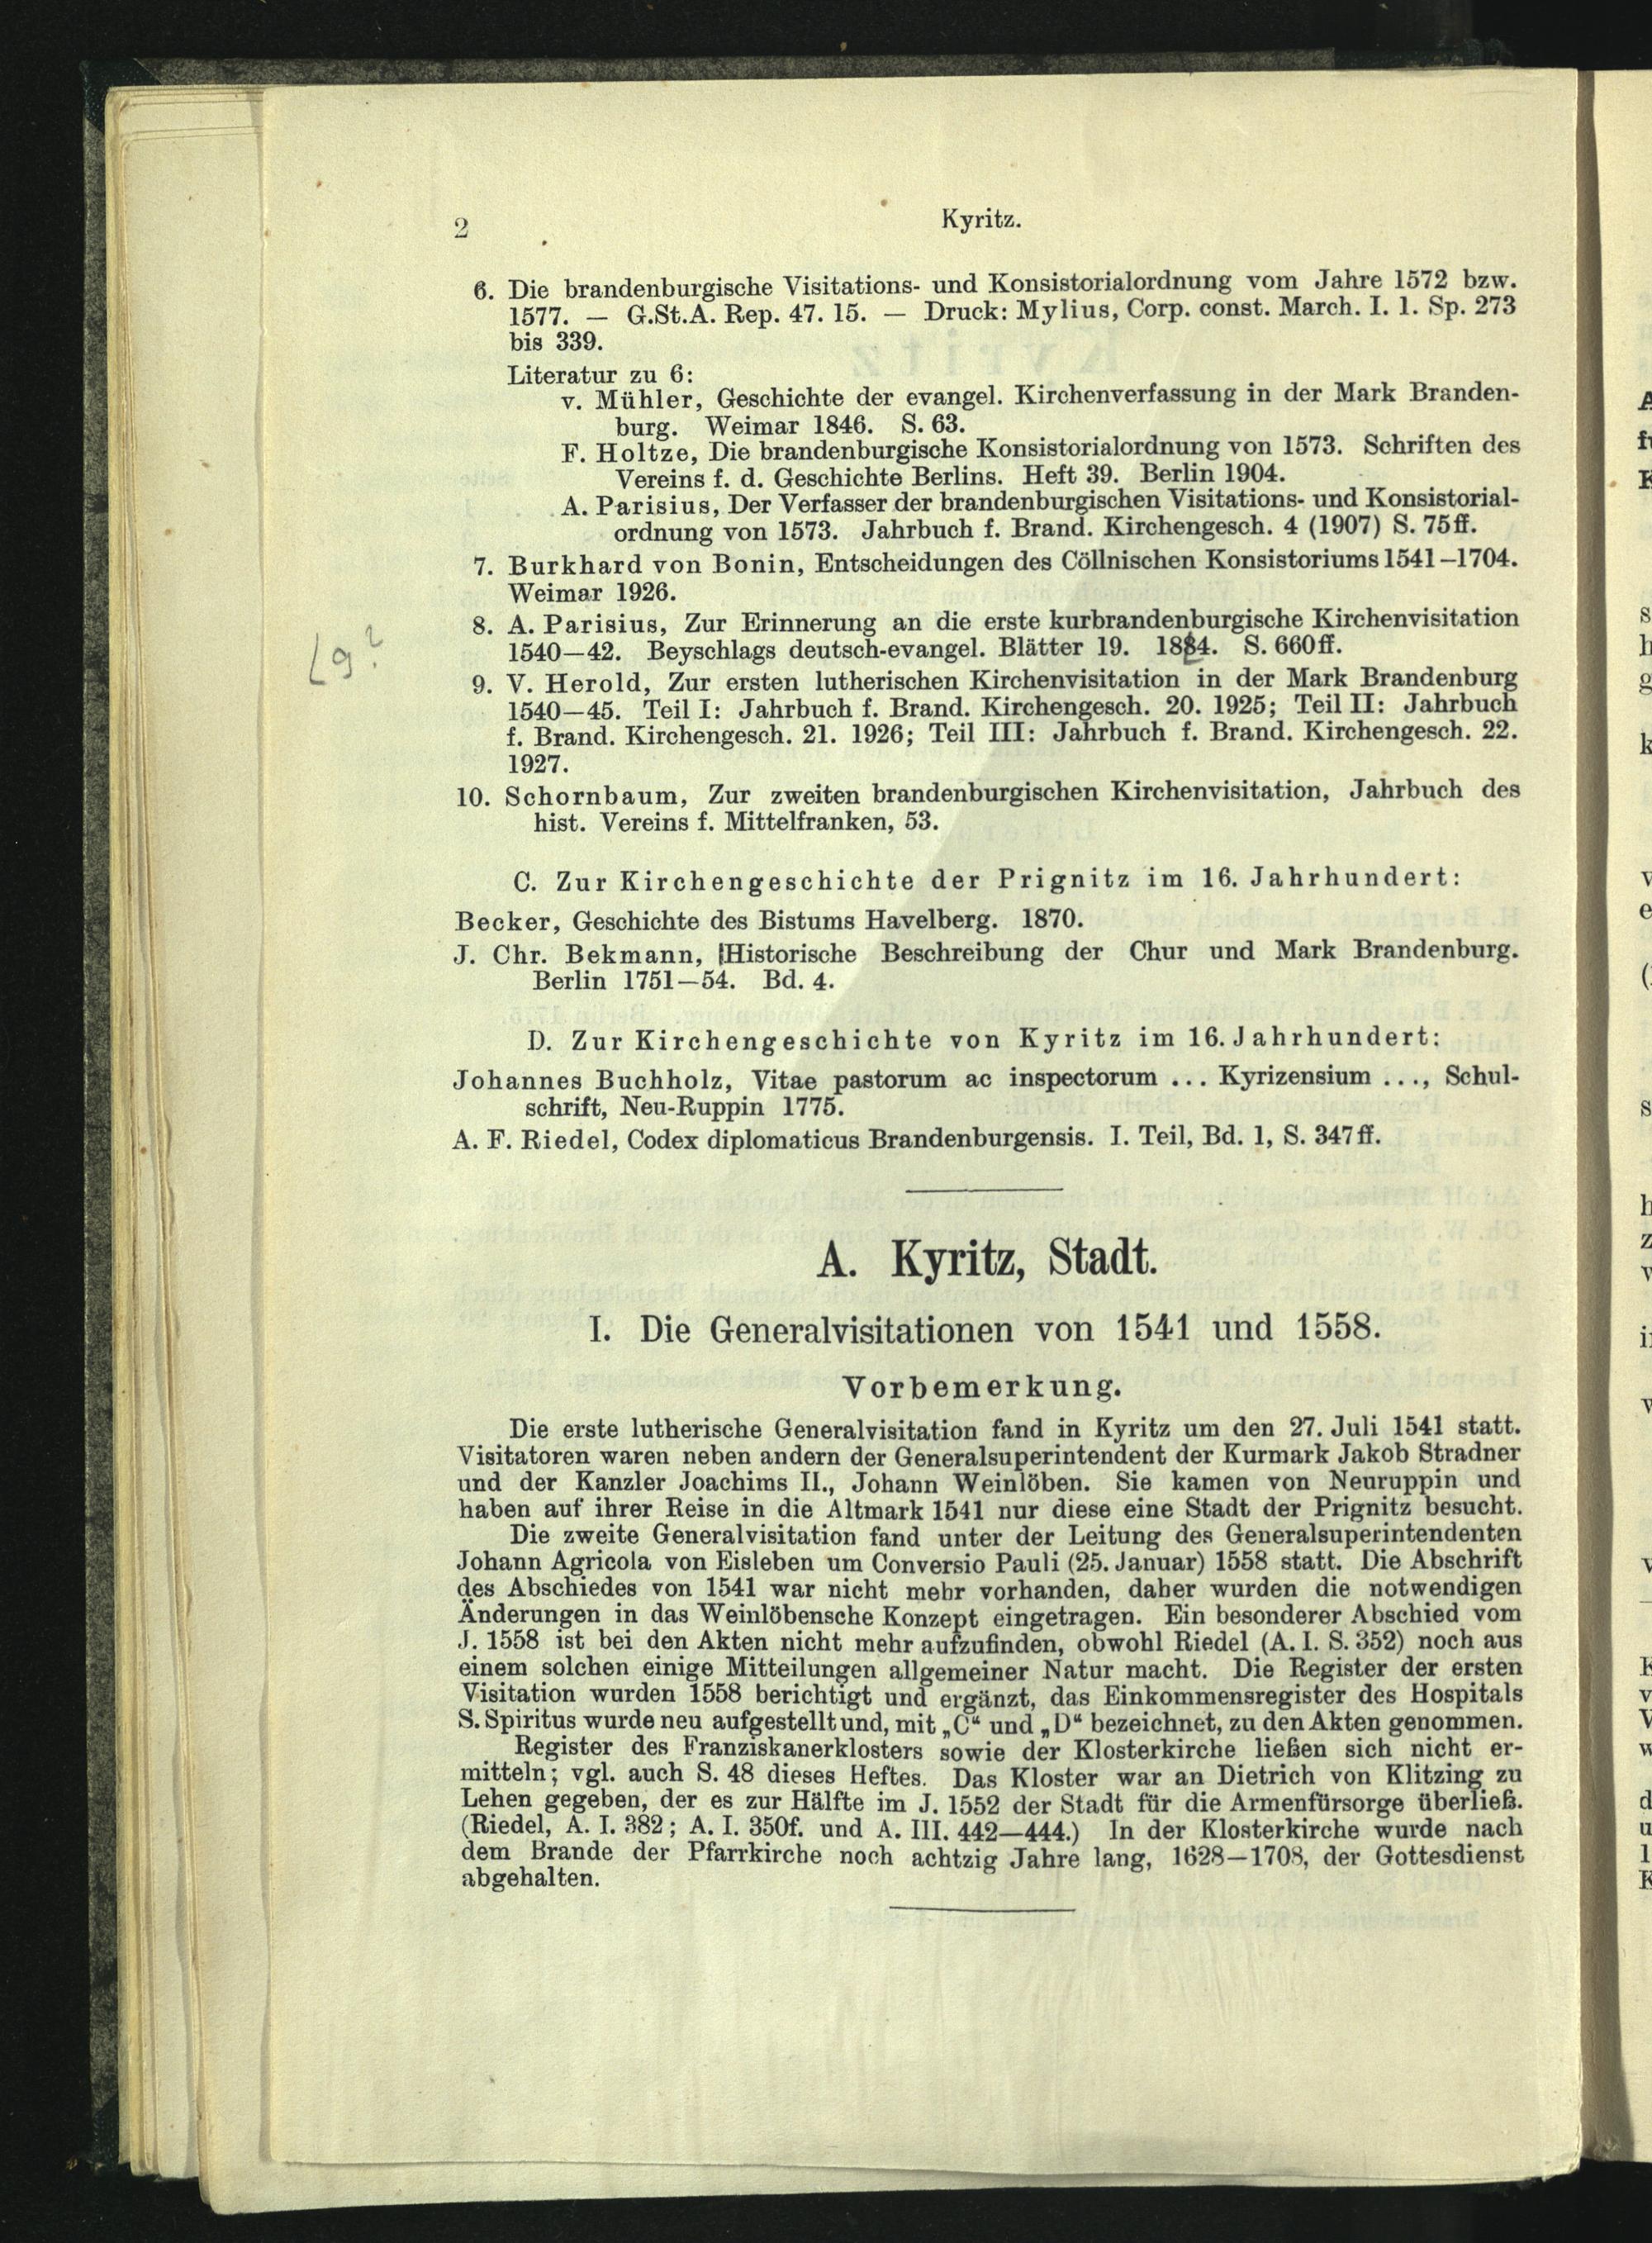 2
Kyritz.
6. Die brandenburgische Visitations- und Konsistorialordnung vom Jahre 1572 bzw.
1577. — G.St.A. Rep. 47. 15. — Druck: Mylius, Corp. const. March. I. 1. Sp. 273
bis 339.
Literatur zu 6:
v. Mühler, Geschichte der evangel. Kirchenverfassung in der Mark Branden-
burg. Weimar 1846. S. 63.
F. Holtze, Die brandenburgische Konsistorialordnung von 1573. Schriften des
Vereins f. d. Geschichte Berlins. Heft 39. Berlin 1904.
A. Parisius, Der Verfasser der brandenburgischen Visitations- und Konsistorial-
ordnung von 1573. Jahrbuch f. Brand. Kirchengesch. 4 (1907) S. 75ff.
7. Burkhard von Bonin, Entscheidungen des Cöllnischen Konsistoriums 1541–1704.
Weimar 1926.
8. A. Parisius, Zur Erinnerung an die erste kurbrandenburgische Kirchenvisitation
1540—42. Beyschlags deutsch-evangel. Blätter 19. 1884. S. 660ff.
[9?
9. V. Herold, Zur ersten lutherischen Kirchenvisitation in der Mark Brandenburg
1540—45. Teil I: Jahrbuch f. Brand. Kirchengesch. 20. 1925; Teil II: Jahrbuch
f. Brand. Kirchengesch. 21. 1926; Teil III: Jahrbuch f. Brand. Kirchengesch. 22.
1927.
10. Schornbaum, Zur zweiten brandenburgischen Kirchenvisitation, Jahrbuch des
hist. Vereins f. Mittelfranken, 53.
C. Zur Kirchengeschichte der Prignitz im 16. Jahrhundert:
Becker, Geschichte des Bistums Havelberg. 1870.
J. Chr. Bekmann, Historische Beschreibung der Chur und Mark Brandenburg.
Berlin 1751—54. Bd. 4.
D. Zur Kirchengeschichte von Kyritz im 16. Jahrhundert:
Johannes Buchholz, Vitae pastorum ac inspectorum ... Kyrizensium ..., Schul-
schrift, Neu-Ruppin 1775.
A. F. Riedel, Codex diplomaticus Brandenburgensis. I. Teil, Bd. 1, S. 347ff.
A. Kyritz, Stadt.
I. Die Generalvisitationen von 1541 und 1558.
Vorbemerkung.
Die erste lutherische Generalvisitation fand in Kyritz um den 27. Juli 1541 statt.
Visitatoren waren neben andern der Generalsuperintendent der Kurmark Jakob Stradner
und der Kanzler Joachims II., Johann Weinlöben. Sie kamen von Neuruppin und
haben auf ihrer Reise in die Altmark 1541 nur diese eine Stadt der Prignitz besucht.
Die zweite Generalvisitation fand unter der Leitung des Generalsuperintendenten
Johann Agricola von Eisleben um Conversio Pauli (25. Januar) 1558 statt. Die Abschrift
des Abschiedes von 1541 war nicht mehr vorhanden, daher wurden die notwendigen
Änderungen in das Weinlöbensche Konzept eingetragen. Ein besonderer Abschied vom
J. 1558 ist bei den Akten nicht mehr aufzufinden, obwohl Riedel (A. I. S. 352) noch aus
einem solchen einige Mitteilungen allgemeiner Natur macht. Die Register der ersten
Visitation wurden 1558 berichtigt und ergänzt, das Einkommensregister des Hospitals
S. Spiritus wurde neu aufgestellt und, mit „C“ und „D“ bezeichnet, zu den Akten genommen.
Register des Franziskanerklosters sowie der Klosterkirche ließen sich nicht er-
mitteln; vgl. auch S. 48 dieses Heftes. Das Kloster war an Dietrich von Klitzing zu
Lehen gegeben, der es zur Hälfte im J. 1552 der Stadt für die Armenfürsorge überließ.
(Riedel, A. I. 382; A. I. 350f. und A. III. 442—444.) In der Klosterkirche wurde nach
dem Brande der Pfarrkirche noch achtzig Jahre lang, 1628—1708, der Gottesdienst
abgehalten.